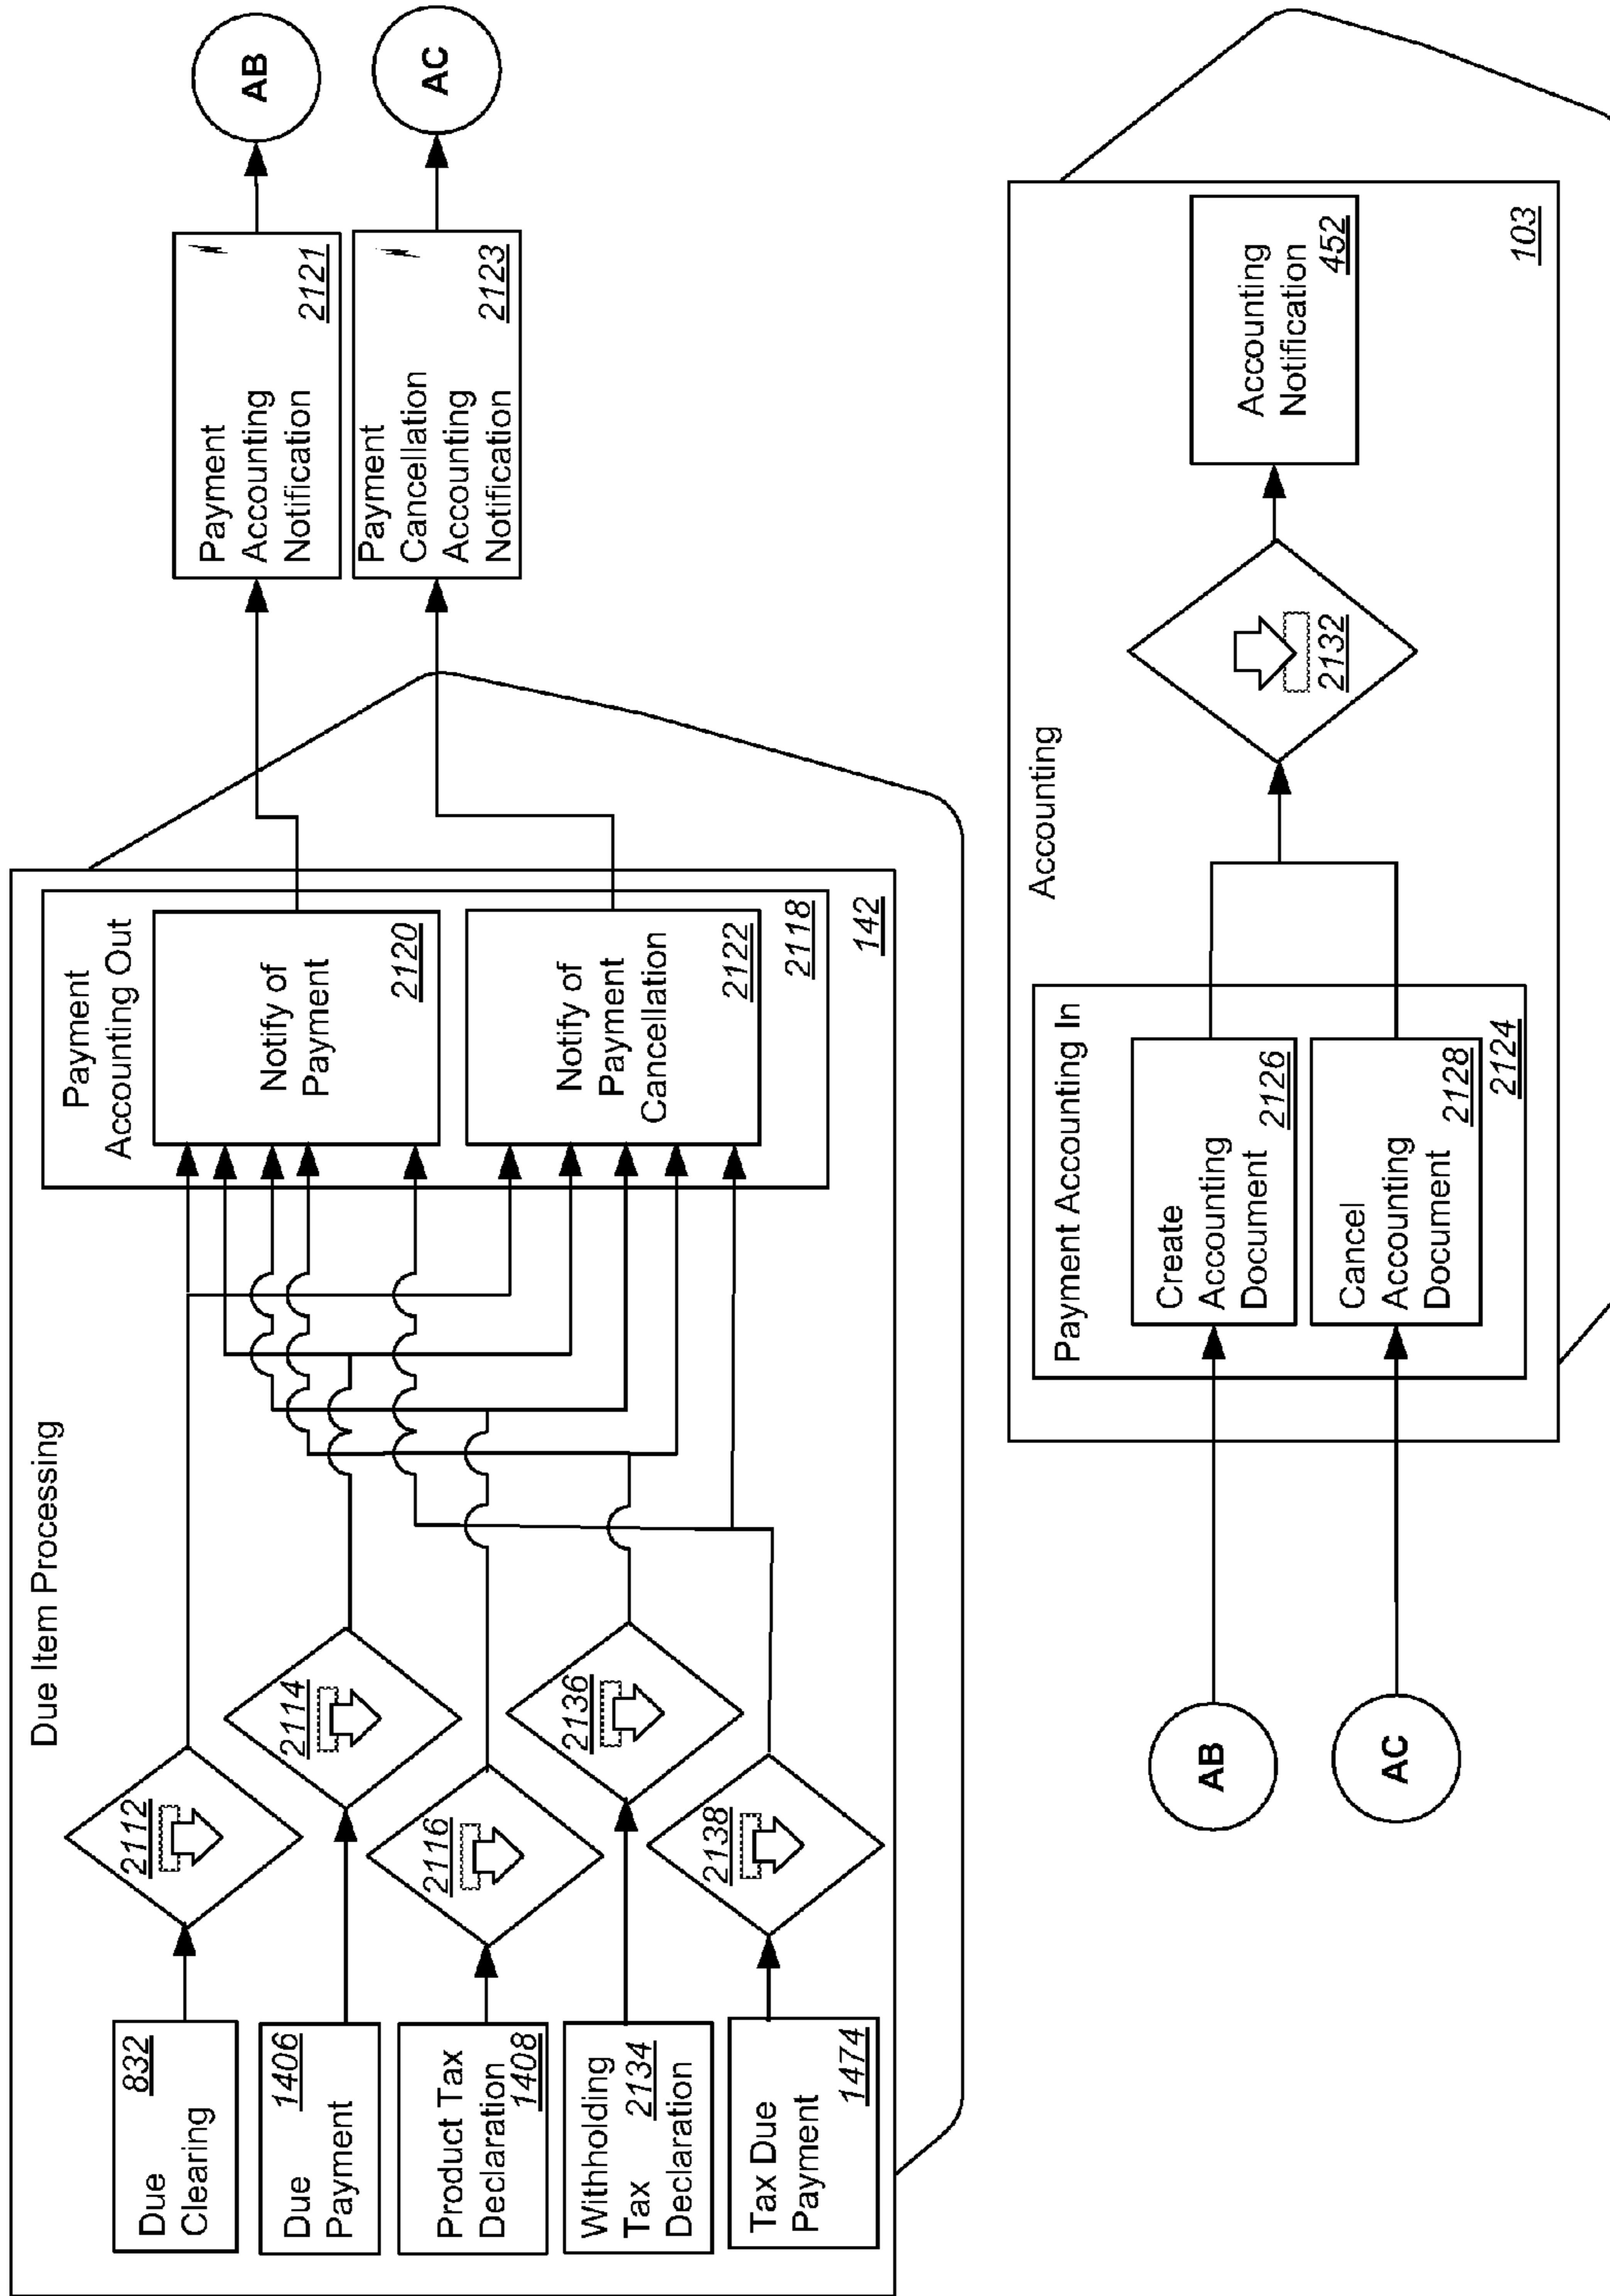 Due Item Processing
Due
Clearing
832
2112
Due
Payment
1406
2114
Product Tax
Declaration
1408
2116
Withholding
Tax 2134
Declaration
2136
Tax Due
Payment
1474
2138
Payment
Accounting Out
Notify of
Payment
2120
Notify of
Payment
Cancellation
2122
2118
142
Payment
Accounting
Notification
2121
AB
Payment
Cancellation
Accounting
Notification
2123
AC
Accounting
AB
AC
Payment Accounting In
Create
Accounting
Document
2126
Cancel
Accounting
Document
2128
2124
2132
Accounting
Notification
452
103